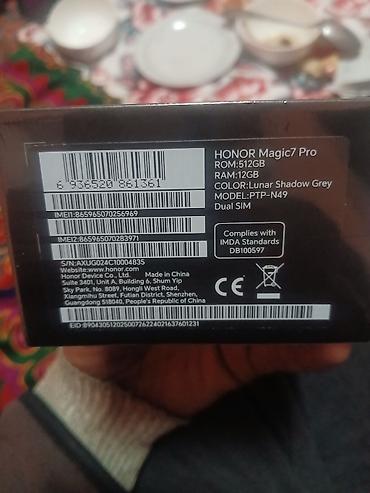 HONOR Magic7 Pro
ROM:512GB
RAM:12GB
COLOR:Lunar Shadow Grey
MODEL:PTP-N49
Dual SIM
6 936520 861361
IMEI1:865965070256969
IMEI2:865965070283971
S/N:AXUG024C10004835
Complies with
IMDA Standards
DB100597
Website:www.honor.com
Honor Device Co., Ltd. Made in China
Suite 3401, Unit A, Building 6, Shum Yip
Sky Park, No. 8089, Hongli West Road,
Xiangmihu Street, Futian District, Shenzhen,
Guangdong 518040, People's Republic of China
CE
EID:89043051202500726224021637601231